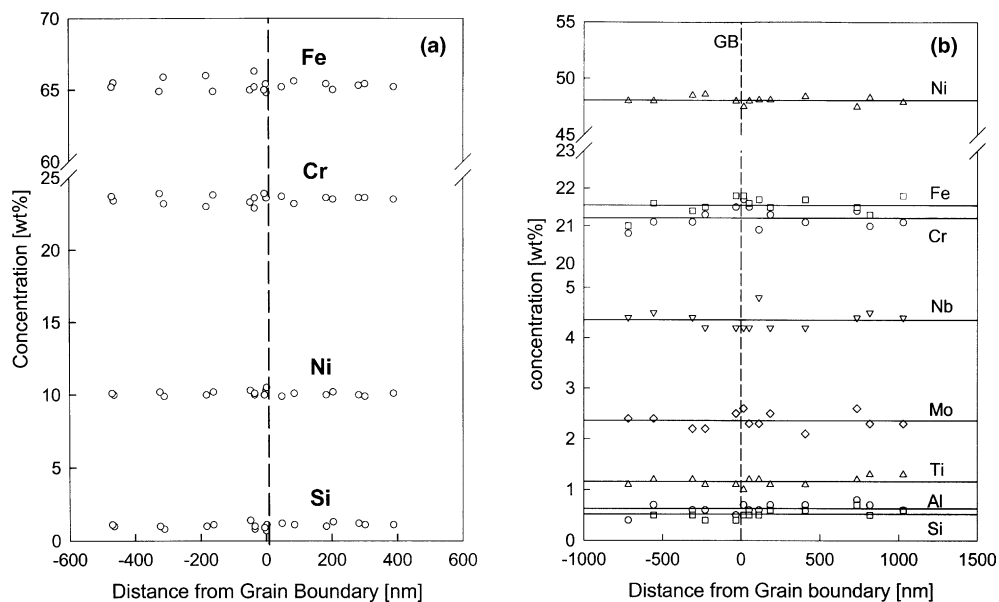 (a)
Fe
Cr
Ni
Si
70
65
60
25
20
15
10
5
0
-600
-400
-200
0
200
400
600
Concentration [wt%]
Distance from Grain Boundary [nm]
(b)
GB
Ni
Fe
Cr
Nb
Mo
Ti
Al
Si
55
50
45
23
22
21
20
5
4
3
2
1
0
-1000
-500
0
500
1000
1500
concentration [wt%]
Distance from Grain Boundary [nm]